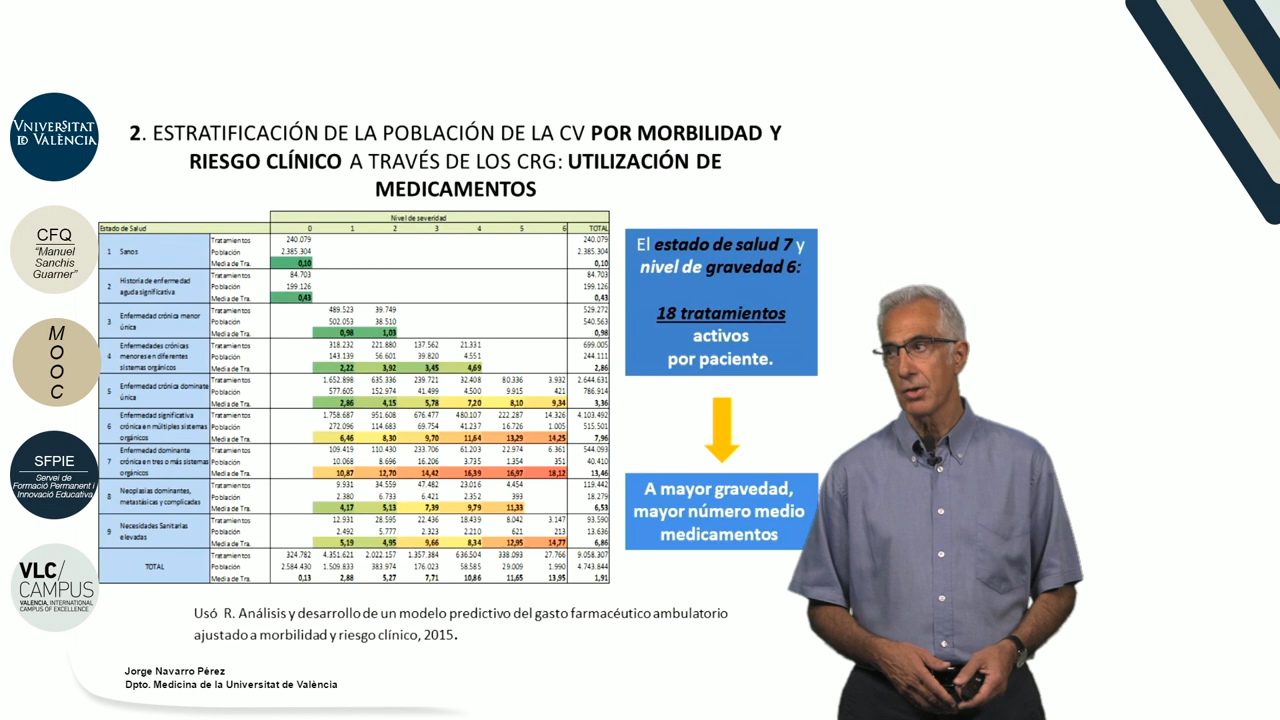 VNIVERSITAT
ID VALÈNCIA
CFQ
"Manuel
Sanchis
Guarner"
M
O
O
C
SFPIE
Servei de
Formació Permanent i
Innovació Educativa
VLC/
CAMPUS
VALENCIA, INTERNATIONAL
CAMPUS OF EXCELLENCE
2. ESTRATIFICACIÓN DE LA POBLACIÓN DE LA CV POR MORBILIDAD Y
RIESGO CLÍNICO A TRAVÉS DE LOS CRG: UTILIZACIÓN DE
MEDICAMENTOS
Nivel de severidad
Estado de Salud 0 1 2 3 4 5 6 TOTAL
1 Sanos
Tratamientos 240.079 240.079
Población 2.385.304 2.385.304
Media de Tra. 0,10 0,10
2 Historia de enfermedad
aguda significativa
Tratamientos 84.703 84.703
Población 199.126 199.126
Media de Tra. 0,43 0,43
3 Enfermedad crónica menor
única
Tratamientos 489.523 39.749 529.272
Población 502.053 38.510 540.563
Media de Tra. 0,98 1,03 0,98
4 Enfermedades crónicas
menores en diferentes
sistemas orgánicos
Tratamientos 318.232 221.880 137.562 21.331 699.005
Población 143.139 56.601 39.820 4.551 244.111
Media de Tra. 2,22 3,92 3,45 4,69 2,86
5 Enfermedad crónica dominate
única
Tratamientos 1.652.898 635.336 239.721 32.408 80.336 3.932 2.644.631
Población 577.605 152.974 41.499 4.500 9.915 421 786.914
Media de Tra. 2,86 4,15 5,78 7,20 8,10 9,34 3,36
6 Enfermedad significativa
crónica en múltiples sistemas
orgánicos
Tratamientos 1.758.687 951.608 676.477 480.107 222.287 14.326 4.103.492
Población 272.096 114.683 69.754 41.237 16.726 1.005 515.501
Media de Tra. 6,46 8,30 9,70 11,64 13,29 14,25 7,96
7 Enfermedad dominante
crónica en tres o más sistemas
orgánicos
Tratamientos 109.419 110.430 233.706 61.203 22.974 6.361 544.093
Población 10.068 8.696 16.206 3.735 1.354 351 40.410
Media de Tra. 10,87 12,70 14,42 16,39 16,97 18,12 13,46
8 Neoplasias dominantes,
metastásicas y complicadas
Tratamientos 9.931 34.559 47.482 23.016 4.454 119.442
Población 2.380 6.733 6.421 2.352 393 18.279
Media de Tra. 4,17 5,13 7,39 9,79 11,33 6,53
9 Necesidades Sanitarias
elevadas
Tratamientos 12.931 28.595 22.436 18.439 8.042 3.147 93.590
Población 2.492 5.777 2.323 2.210 621 213 13.636
Media de Tra. 5,19 4,95 9,66 8,34 12,95 14,77 6,86
TOTAL
Tratamientos 324.782 4.351.621 2.022.157 1.357.384 636.504 338.093 27.766 9.058.307
Población 2.584.430 1.509.833 383.974 176.023 58.585 29.009 1.990 4.743.844
Media de Tra. 0,13 2,88 5,27 7,71 10,86 11,65 13,95 1,91
El estado de salud 7 y
nivel de gravedad 6:
18 tratamientos
activos
por paciente.
A mayor gravedad,
mayor número medio
medicamentos
Usó R. Análisis y desarrollo de un modelo predictivo del gasto farmacéutico ambulatorio
ajustado a morbilidad y riesgo clínico, 2015.
Jorge Navarro Pérez
Dpto. Medicina de la Universitat de València